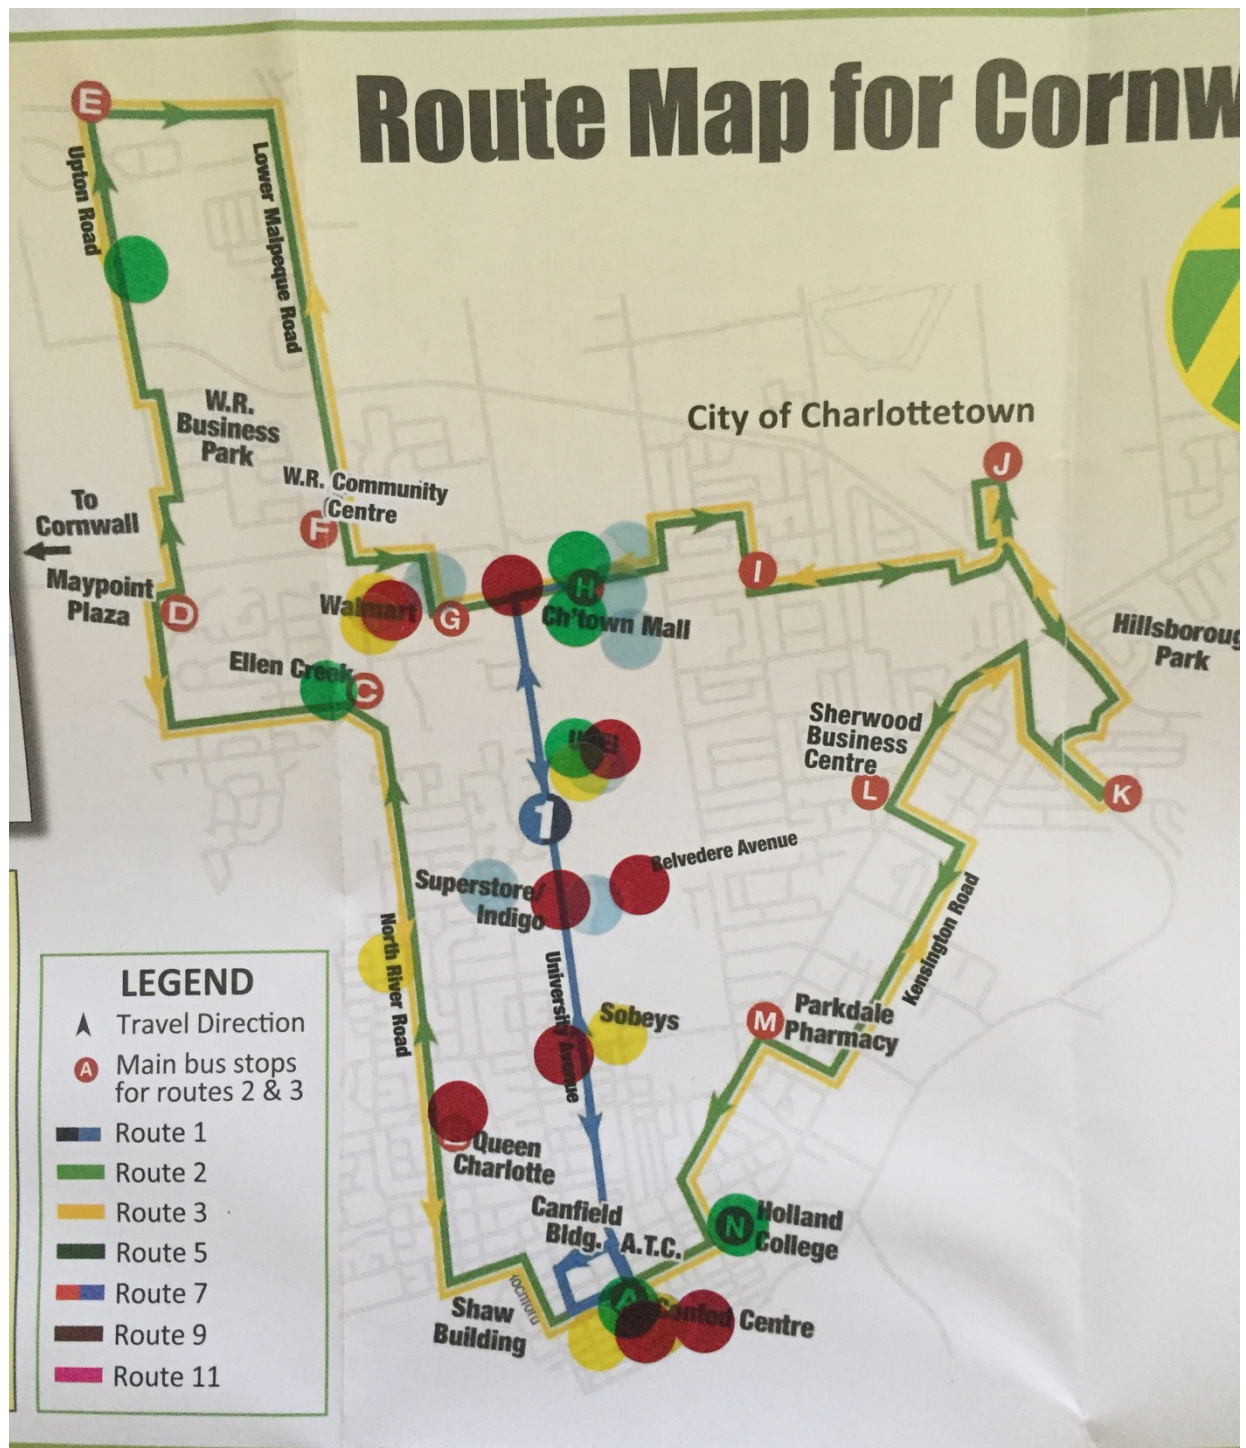 Route Map for Cornw
E
Upton Road
Lower Malpeque Road
W.R.
Business
Park
City of Charlottetown
J
W.R. Community
Centre
To
Cornwall
F
I
H
Maypoint
Plaza
D
Walmart
G
Ch'town Mall
Hillsboroug
Park
Ellen Creek
C
Sherwood
Business
Centre
L
K
1
Belvedere Avenue
Superstore/
Indigo
Kensington Road
North River Road
University Avenue
Sobeys
M
Parkdale
Pharmacy
Queen
Charlotte
Canfield
Bldg.
A.T.C.
N
Holland
College
A
Confed Centre
Rochford
Shaw
Building
LEGEND
Travel Direction
A
Main bus stops
for routes 2 & 3
Route 1
Route 2
Route 3
Route 5
Route 7
Route 9
Route 11